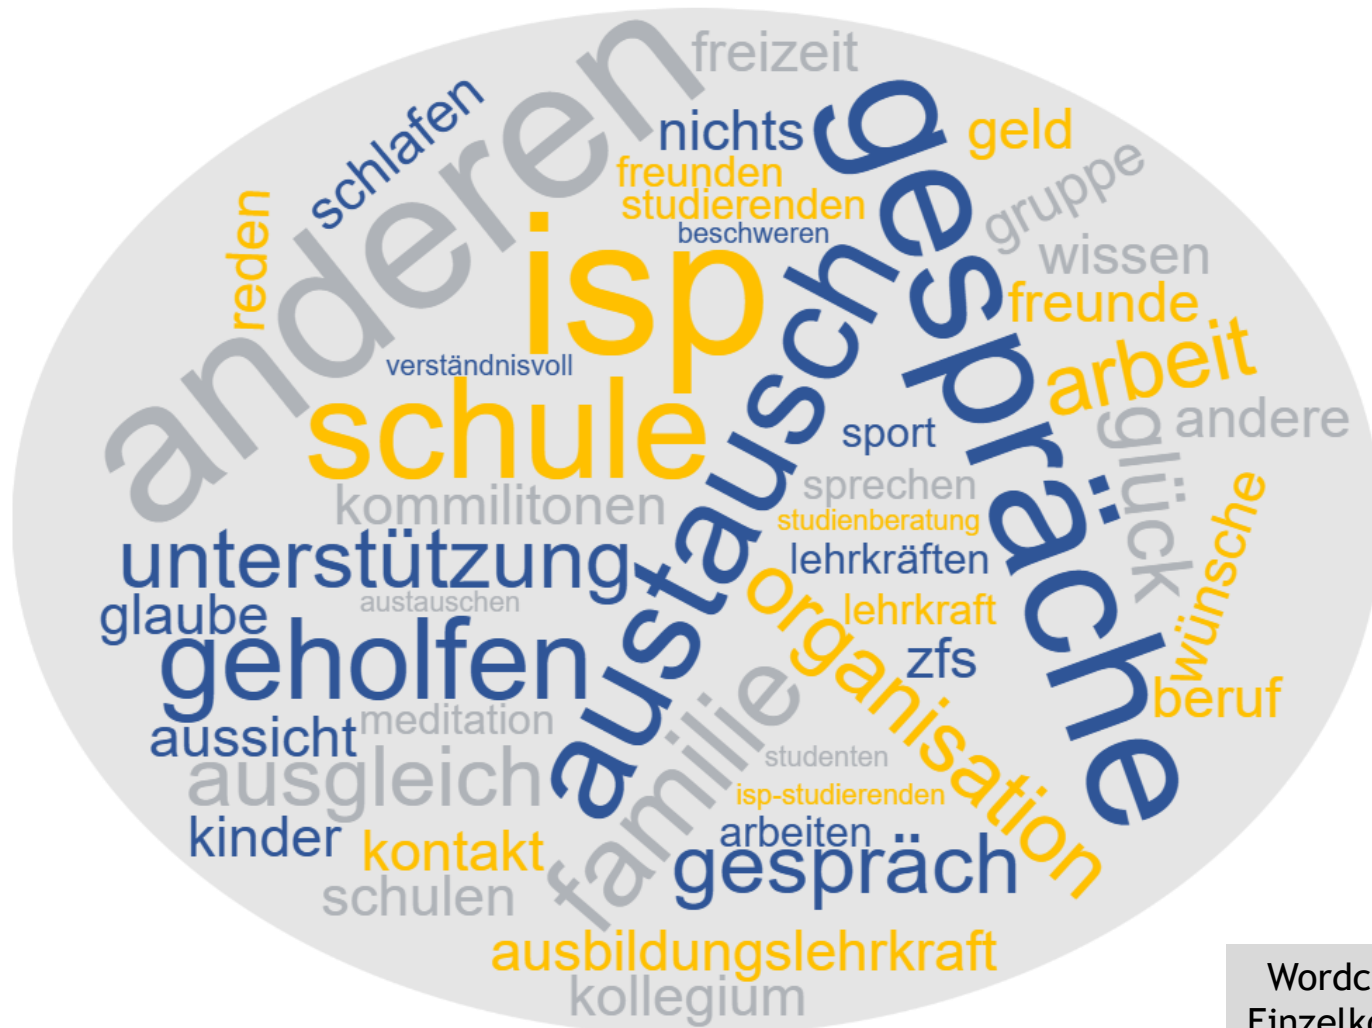 freizeit
anderen
schlafen
nichts
gespräche
geld
freunden
studierenden
gruppe
reden
beschweren
isp
wissen
austausch
freunde
verständnisvoll
arbeit
schule
sport
glück
andere
kommilitonen
sprechen
studienberatung
wünsche
unterstützung
lehrkräften
austauschen
glaube
organisation
lehrkraft
geholfen
zfs
familie
beruf
aussicht
meditation
ausgleich
studenten
isp-studierenden
kinder
kontakt
arbeiten
gespräch
schulen
ausbildungslehrkraft
kollegium